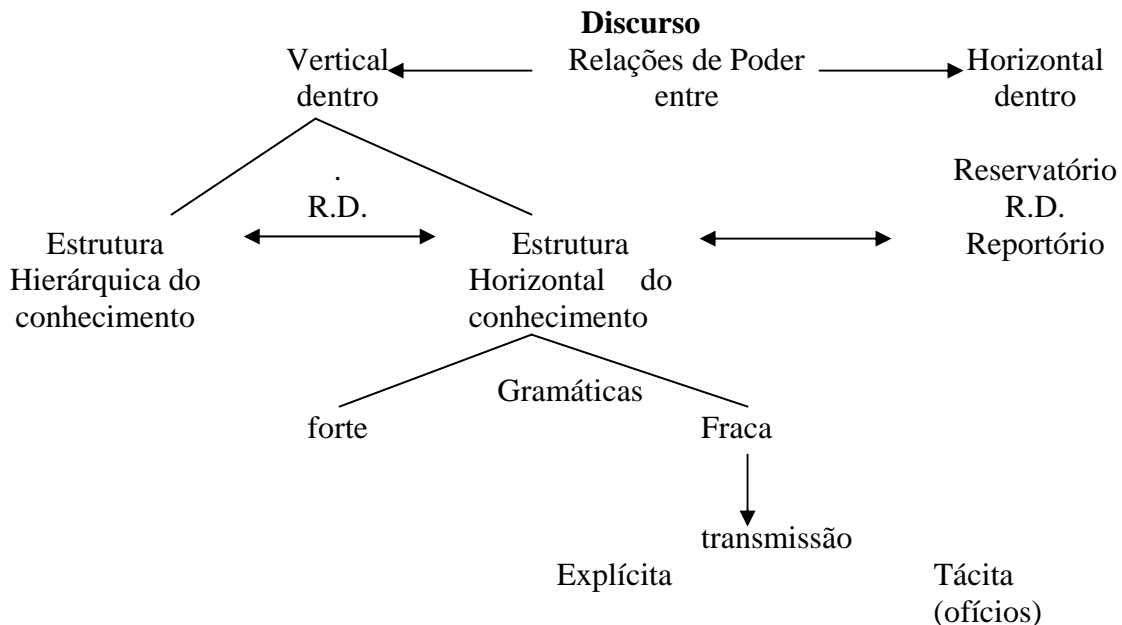 Discurso
Vertical
dentro
Relações de Poder
entre
Horizontal
dentro
.
R.D.
Reservatório
R.D.
Reportório
Estrutura
Hierárquica do
conhecimento
Estrutura
Horizontal do
conhecimento
Gramáticas
forte
Fraca
transmissão
Explícita
Tácita
(ofícios)